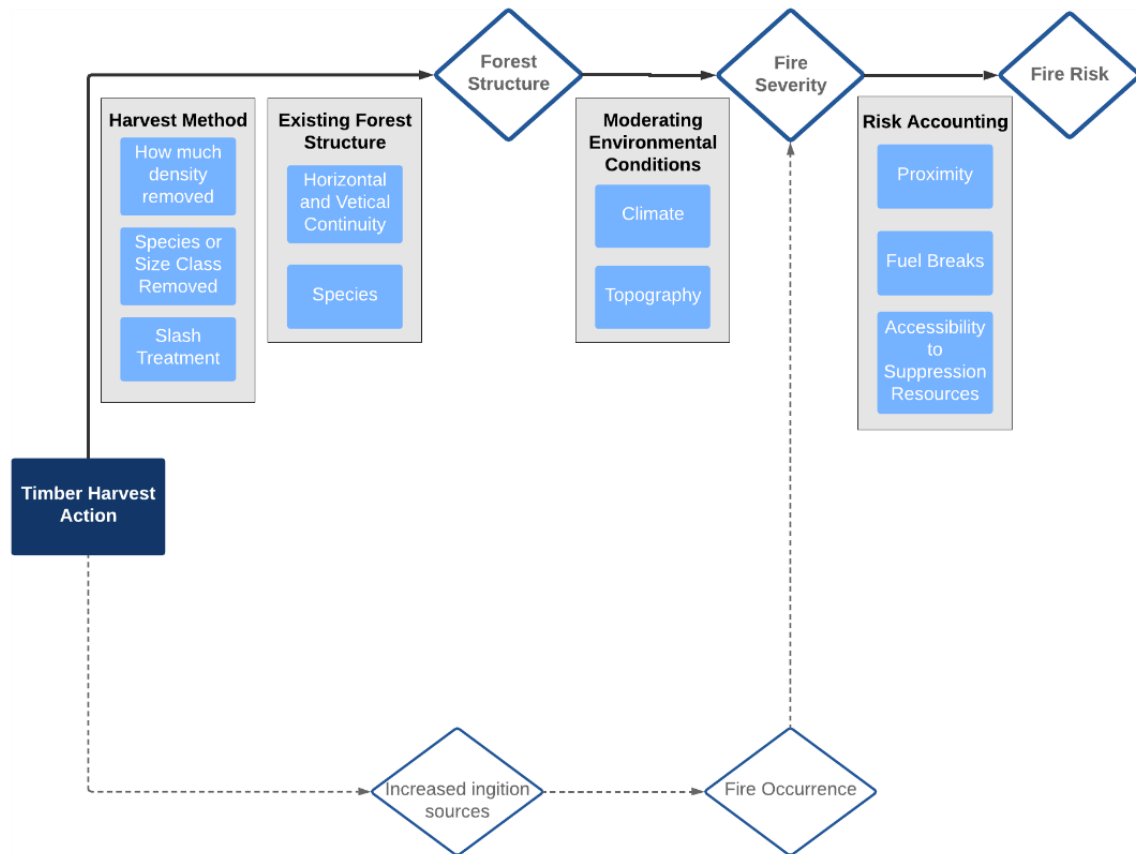 Forest
Structure
Fire
Severity
Fire Risk
Harvest Method
How much
density
removed
Species or
Size Class
Removed
Slash
Treatment
Existing Forest
Structure
Horizontal
and Vetical
Continuity
Species
Moderating
Environmental
Conditions
Climate
Topography
Risk Accounting
Proximity
Fuel Breaks
Accessibility
to
Suppression
Resources
Timber Harvest
Action
Increased ingition
sources
Fire Occurrence